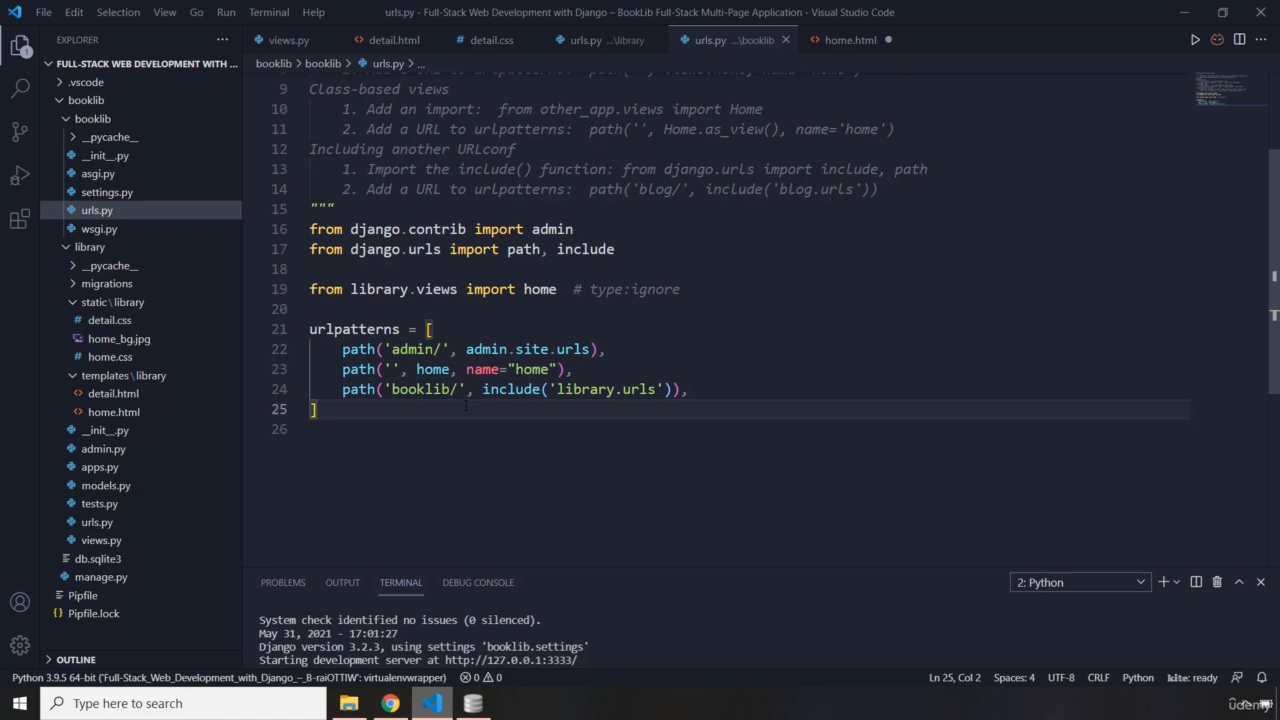 File Edit Selection View Go Run Terminal Help
urls.py - Full-Stack Web Development with Django – BookLib Full-Stack Multi-Page Application - Visual Studio Code
EXPLORER
views.py
detail.html
detail.css
urls.py ...\library
urls.py ...\booklib
home.html
FULL-STACK WEB DEVELOPMENT WITH ...
booklib > booklib > urls.py > ...
.vscode
booklib
booklib
__pycache__
__init__.py
asgi.py
settings.py
urls.py
wsgi.py
library
__pycache__
migrations
static\library
detail.css
home_bg.jpg
home.css
templates\library
detail.html
home.html
__init__.py
admin.py
apps.py
models.py
tests.py
urls.py
views.py
db.sqlite3
manage.py
Pipfile
Pipfile.lock
OUTLINE
9 Class-based views
10 1. Add an import:  from other_app.views import Home
11 2. Add a URL to urlpatterns:  path('', Home.as_view(), name='home')
12 Including another URLconf
13 1. Import the include() function: from django.urls import include, path
14 2. Add a URL to urlpatterns:  path('blog/', include('blog.urls'))
15 """
16 from django.contrib import admin
17 from django.urls import path, include
18
19 from library.views import home  # type:ignore
20
21 urlpatterns = [
22 path('admin/', admin.site.urls),
23 path('', home, name="home"),
24 path('booklib/', include('library.urls')),
25 ]
26
PROBLEMS OUTPUT TERMINAL DEBUG CONSOLE
2: Python
System check identified no issues (0 silenced).
May 31, 2021 - 17:01:27
Django version 3.2.3, using settings 'booklib.settings'
Starting development server at http://127.0.0.1:3333/
Python 3.9.5 64-bit ('Full-Stack_Web_Development_with_Django_–_B-raiOTTIW': virtualenvwrapper) 0 0
Ln 25, Col 2 Spaces: 4 UTF-8 CRLF Python kite: ready
Type here to search
Udemy